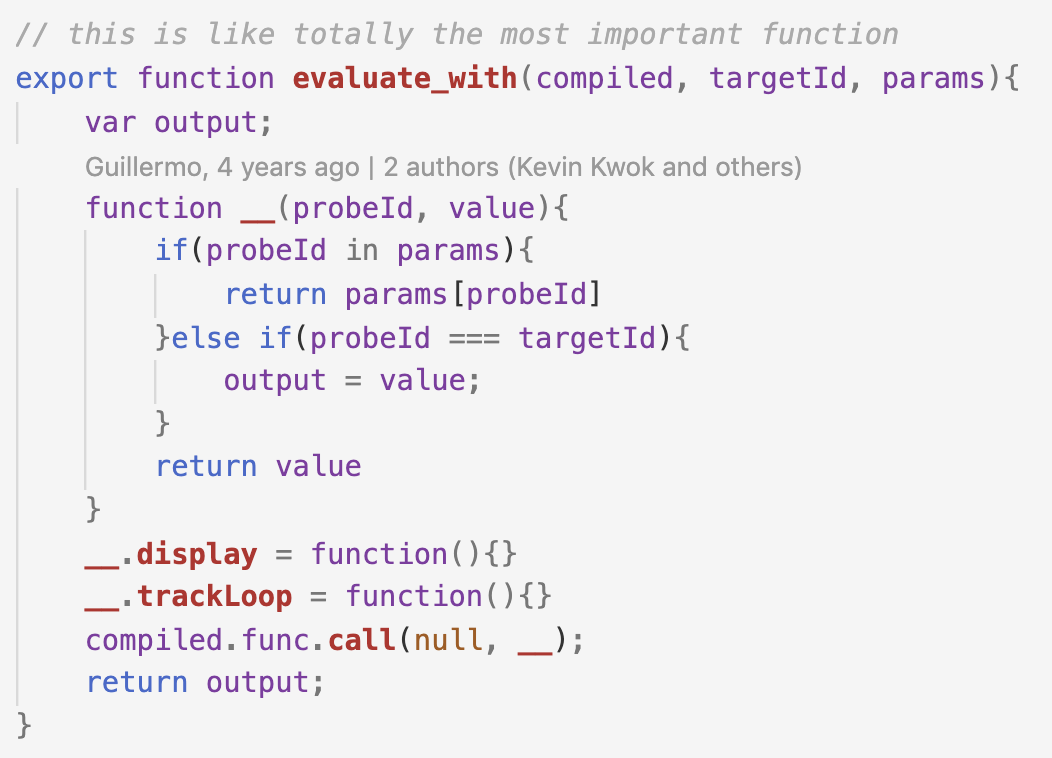 // this is like totally the most important function
export function evaluate_with(compiled, targetId, params){
    var output;
    Guillermo, 4 years ago | 2 authors (Kevin Kwok and others)
    function __(probeId, value){
        if(probeId in params){
            return params[probeId]
        }else if(probeId === targetId){
            output = value;
        }
        return value
    }
    __.display = function(){}
    __.trackLoop = function(){}
    compiled.func.call(null, __);
    return output;
}